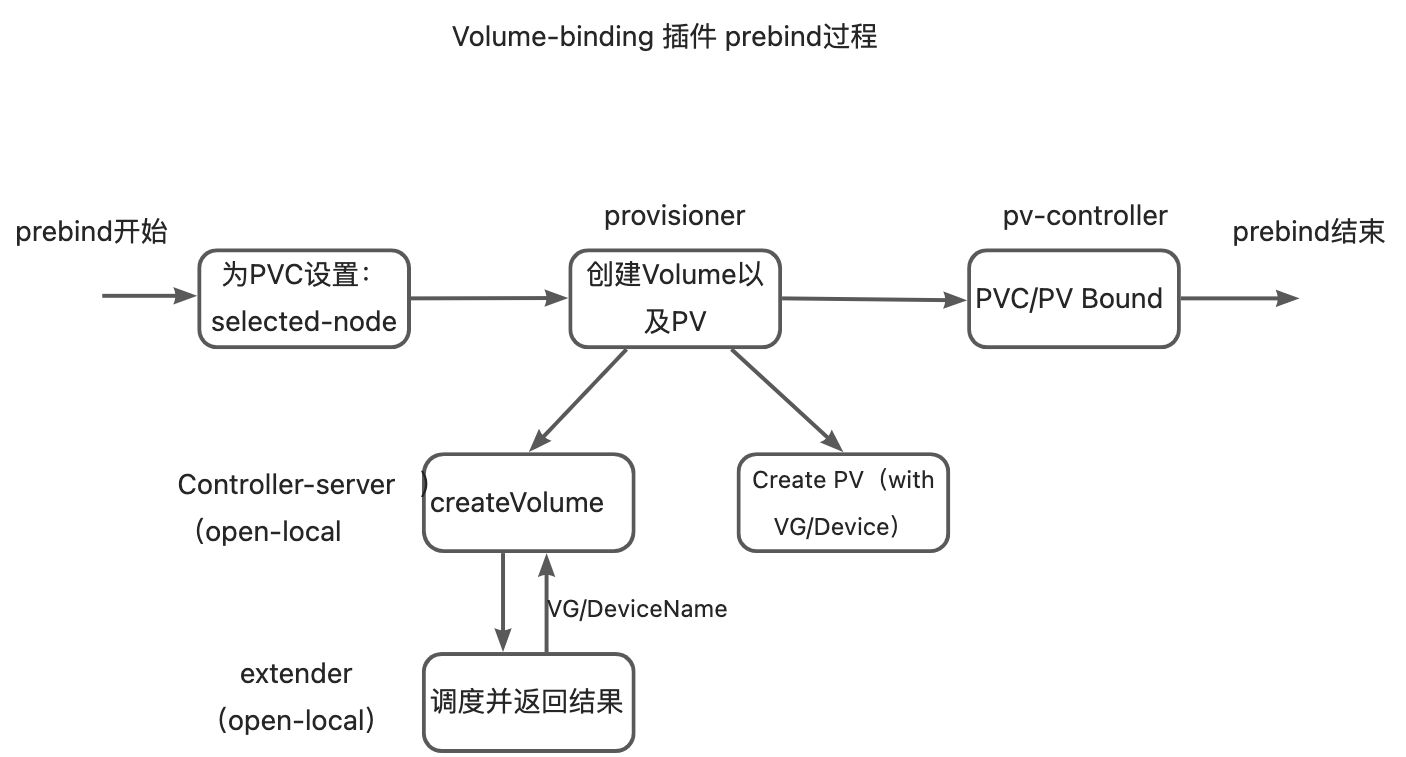 Volume-binding 插件 prebind过程
prebind开始
为PVC设置：
selected-node
provisioner
创建Volume以
及PV
pv-controller
PVC/PV Bound
prebind结束
Controller-server
（open-local
）
createVolume
Create PV（with
VG/Device）
VG/DeviceName
extender
（open-local）
调度并返回结果